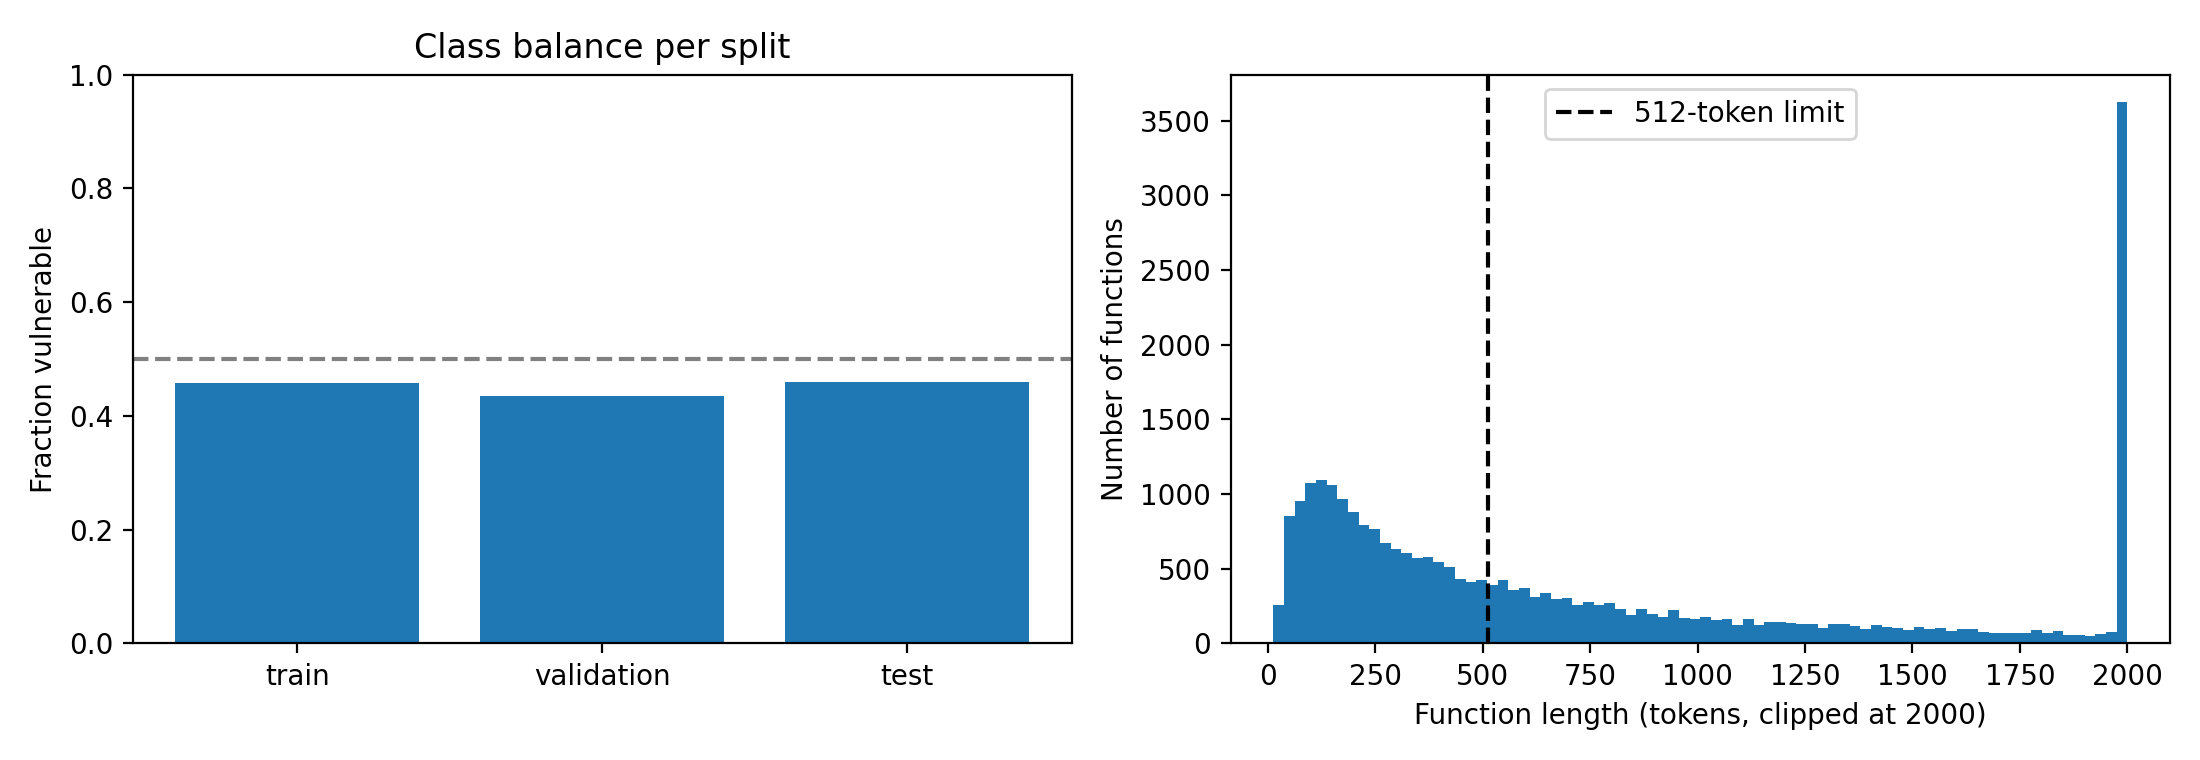 Class balance per split
Fraction vulnerable
1.0
0.8
0.6
0.4
0.2
0.0
train validation test
512-token limit
Number of functions
3500
3000
2500
2000
1500
1000
500
0
0 250 500 750 1000 1250 1500 1750 2000
Function length (tokens, clipped at 2000)